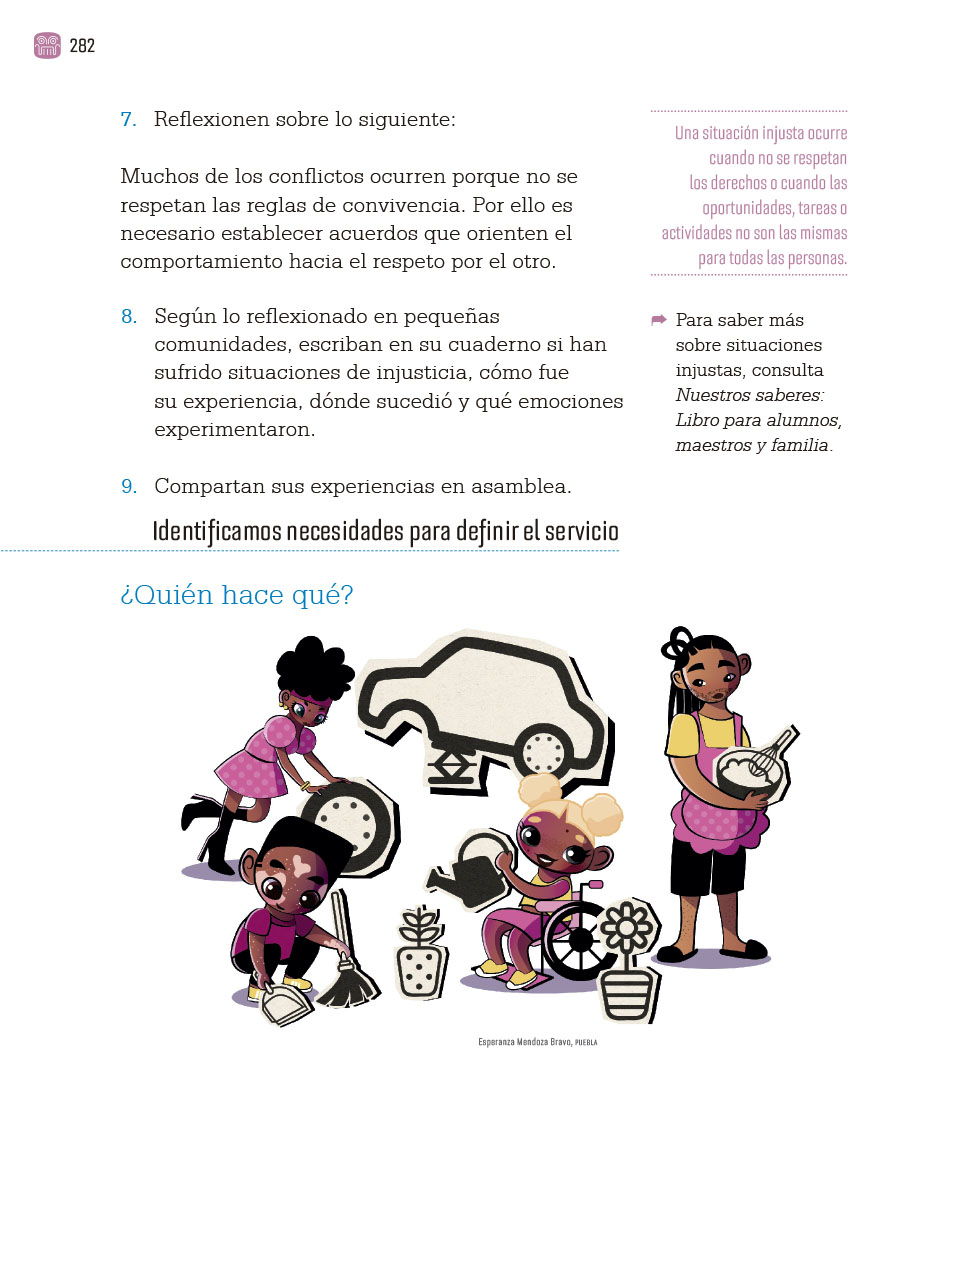 282
7. Reflexionen sobre lo siguiente:
Muchos de los conflictos ocurren porque no se
respetan las reglas de convivencia. Por ello es
necesario establecer acuerdos que orienten el
comportamiento hacia el respeto por el otro.
8. Según lo reflexionado en pequeñas
comunidades, escriban en su cuaderno si han
sufrido situaciones de injusticia, cómo fue
su experiencia, dónde sucedió y qué emociones
experimentaron.
9. Compartan sus experiencias en asamblea.
Una situación injusta ocurre
cuando no se respetan
los derechos o cuando las
oportunidades, tareas o
actividades no son las mismas
para todas las personas.
Para saber más
sobre situaciones
injustas, consulta
Nuestros saberes:
Libro para alumnos,
maestros y familia.
Identificamos necesidades para definir el servicio
¿Quién hace qué?
Esperanza Mendoza Bravo, PUEBLA